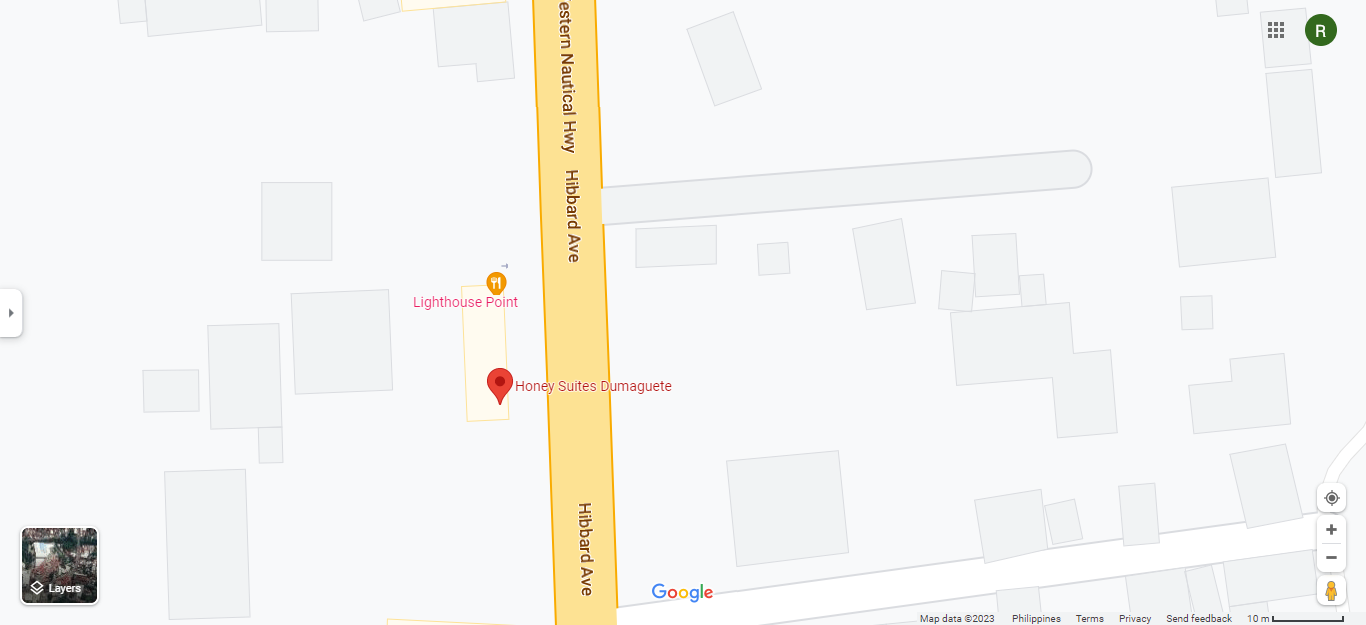 estern Nautical Hwy
R
Hibbard Ave
Lighthouse Point
Honey Suites Dumaguete
Hibbard Ave
Layers
Google
Map data ©2023 Philippines Terms Privacy Send feedback 10 m